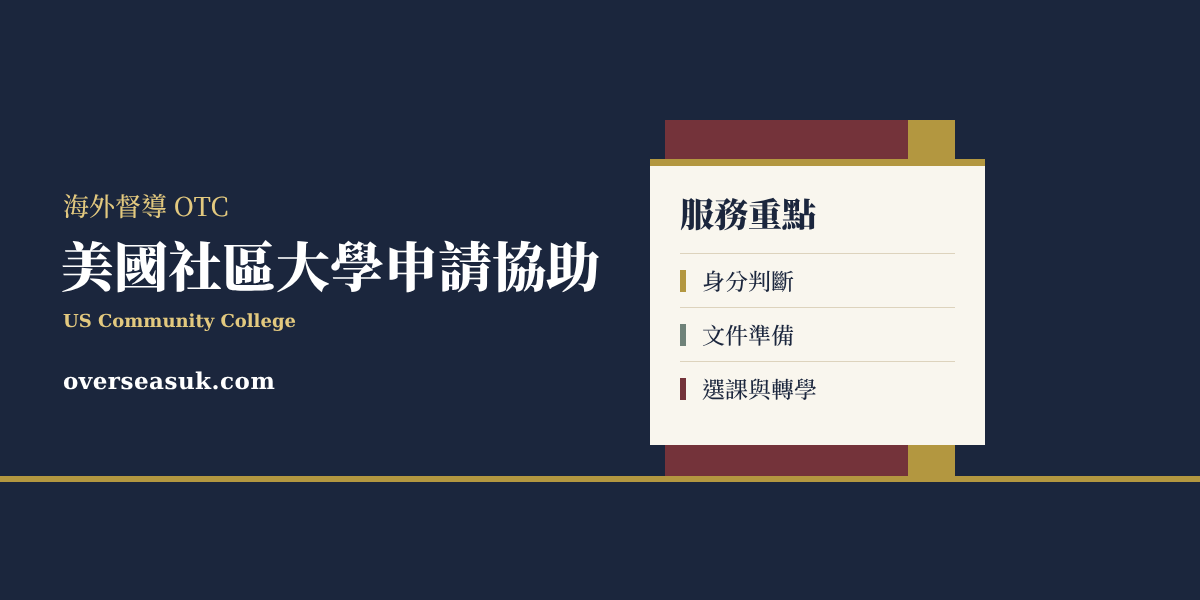 海外督導 OTC
美國社區大學申請協助
US Community College
overseasuk.com
服務重點
身分判斷
文件準備
選課與轉學